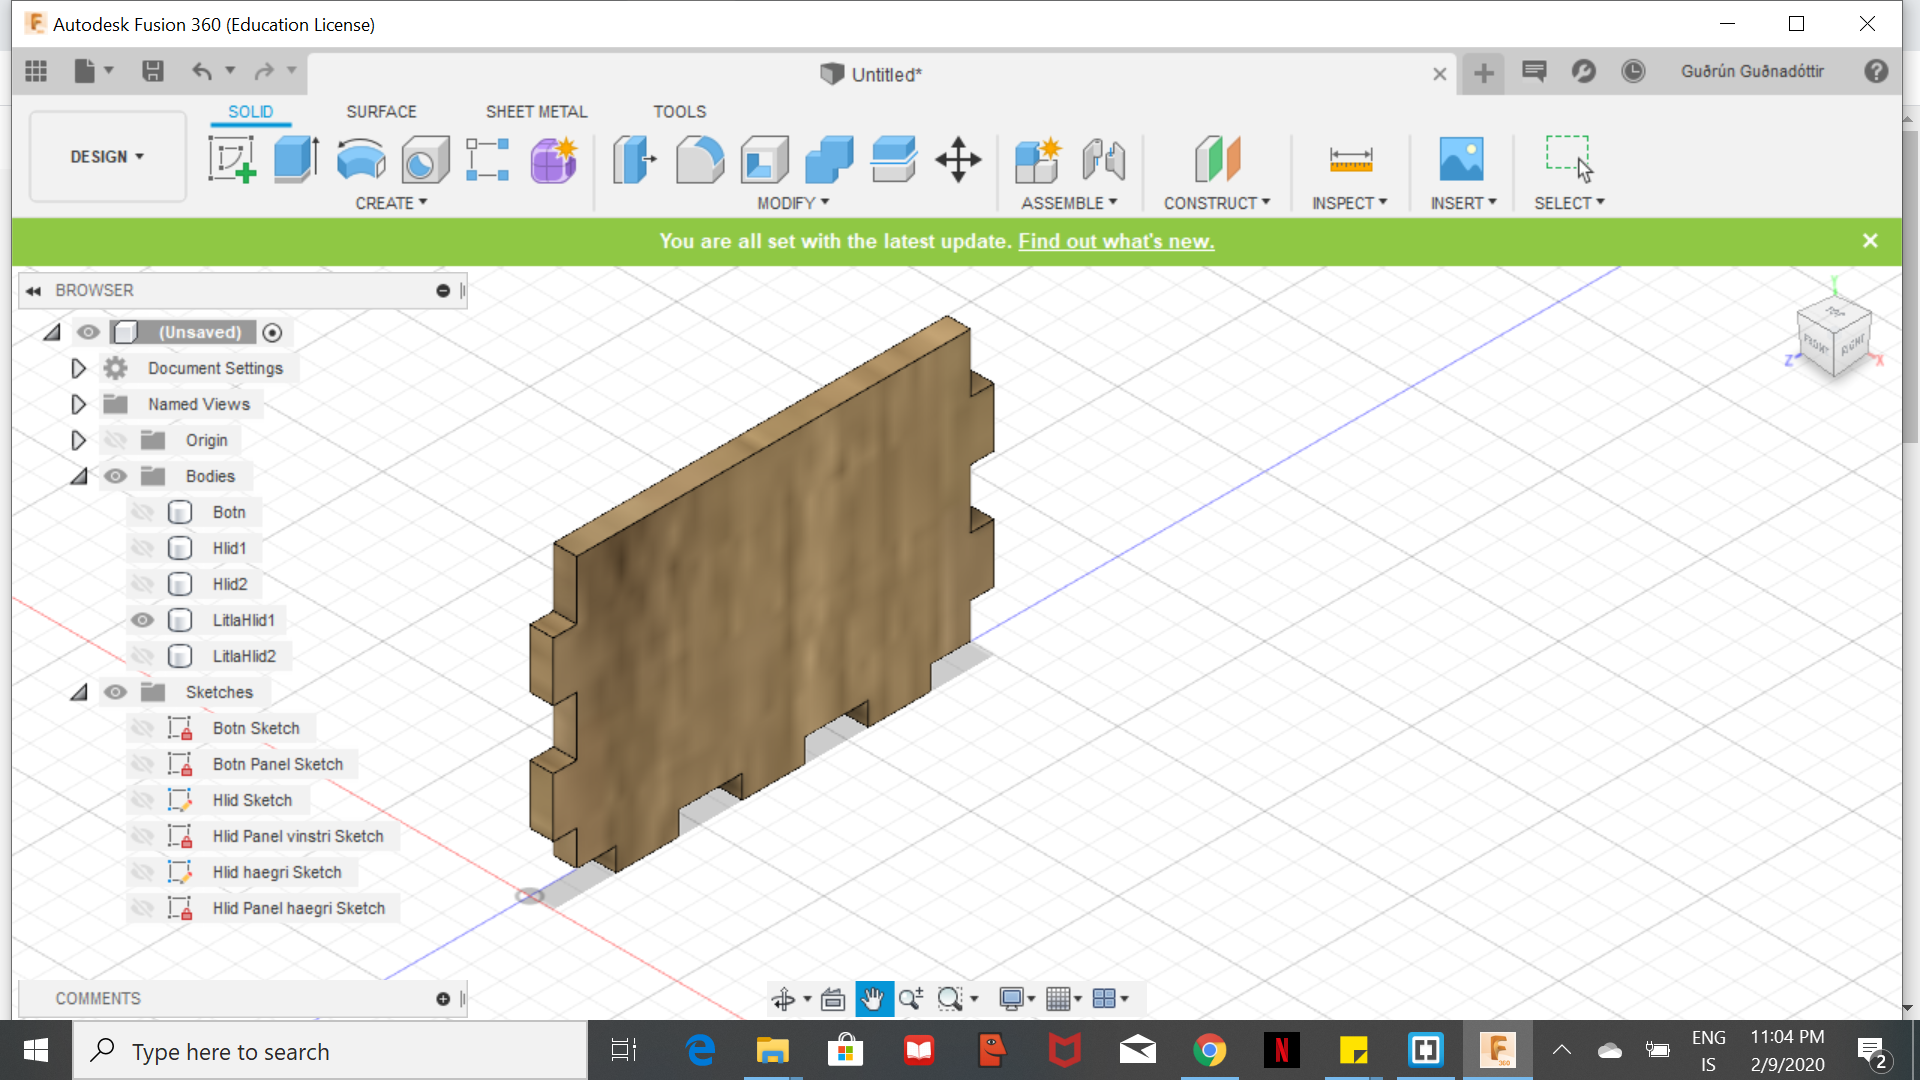 Autodesk Fusion 360 (Education License)
Untitled*
Guðrún Guðnadóttir
SOLID SURFACE SHEET METAL TOOLS
DESIGN
CREATE MODIFY ASSEMBLE CONSTRUCT INSPECT INSERT SELECT
You are all set with the latest update. Find out what's new.
BROWSER
(Unsaved)
Document Settings
Named Views
Origin
Bodies
Botn
Hlid1
Hlid2
LitlaHlid1
LitlaHlid2
Sketches
Botn Sketch
Botn Panel Sketch
Hlid Sketch
Hlid Panel vinstri Sketch
Hlid haegri Sketch
Hlid Panel haegri Sketch
Y
TOP
FRONT RIGHT
Z X
COMMENTS
Type here to search
N
360
ENG
IS
11:04 PM
2/9/2020
2